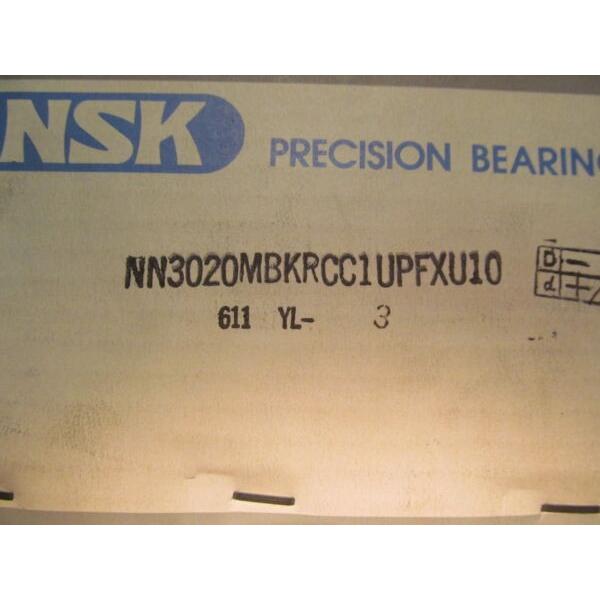 NSK
PRECISION BEARING
NN3020MBKRCC1UPFXU10
611 YL- 3
D -
d +